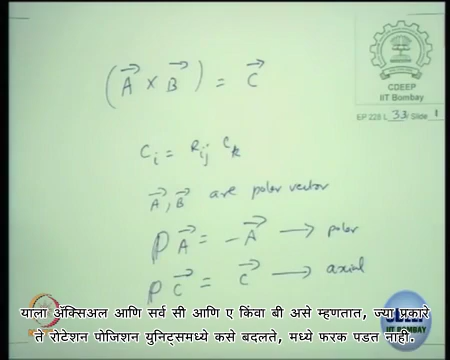 CDEEP
IIT Bombay
EP 228 L 33 / Slide 1
(A⃗ × B⃗) = C⃗
Cᵢ = Rᵢⱼ Cₖ
A⃗, B⃗ are polar vector
P A⃗ = −A⃗ → polar
P C⃗ = C⃗ → axial
याला अ‍ॅक्सिअल आणि सर्व सी आणि ए किंवा बी असे म्हणतात, ज्या प्रकारे
ते रोटेशन पोजिशन युनिट्समध्ये कसे बदलते, मध्ये फरक पडत नाही.
CDEEP
IIT BOMBAY